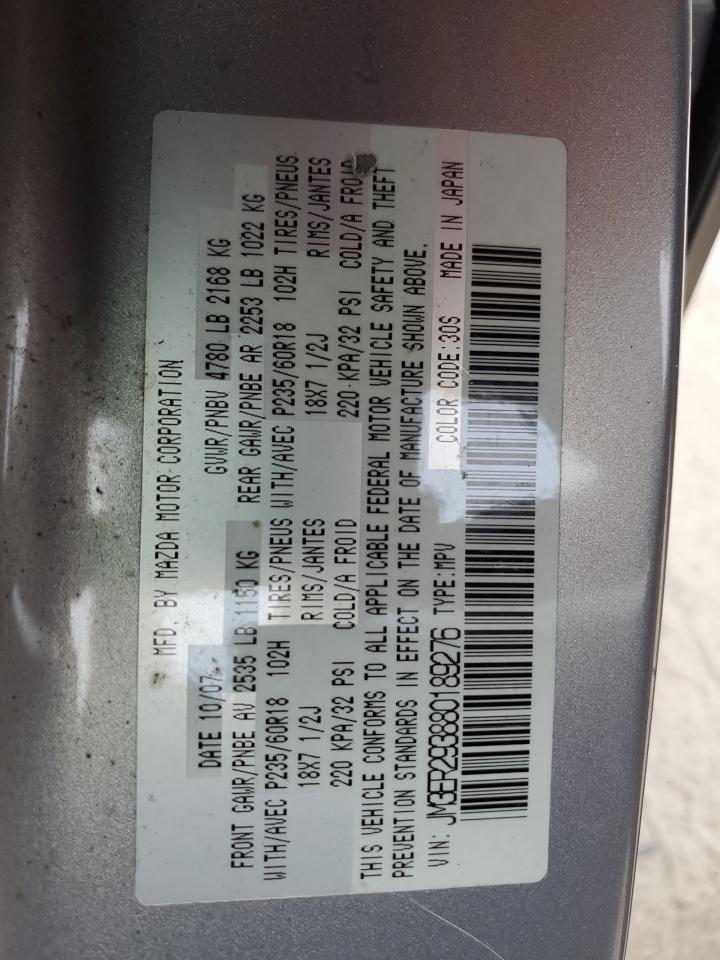 MFD. BY MAZDA MOTOR CORPORATION
DATE 10/07 GVWR/PNBV 4780 LB 2168 KG
FRONT GAWR/PNBE AV 2535 LB 1150 KG REAR GAWR/PNBE AR 2253 LB 1022 KG
WITH/AVEC P235/60R18 102H TIRES/PNEUS WITH/AVEC P235/60R18 102H TIRES/PNEUS
18X7 1/2J RIMS/JANTES 18X7 1/2J RIMS/JANTES
220 KPA/32 PSI COLD/A FROID 220 KPA/32 PSI COLD/A FROID
THIS VEHICLE CONFORMS TO ALL APPLICABLE FEDERAL MOTOR VEHICLE SAFETY AND THEFT
PREVENTION STANDARDS IN EFFECT ON THE DATE OF MANUFACTURE SHOWN ABOVE.
VIN: JM3ER293880189276 TYPE:MPV COLOR CODE:30S MADE IN JAPAN